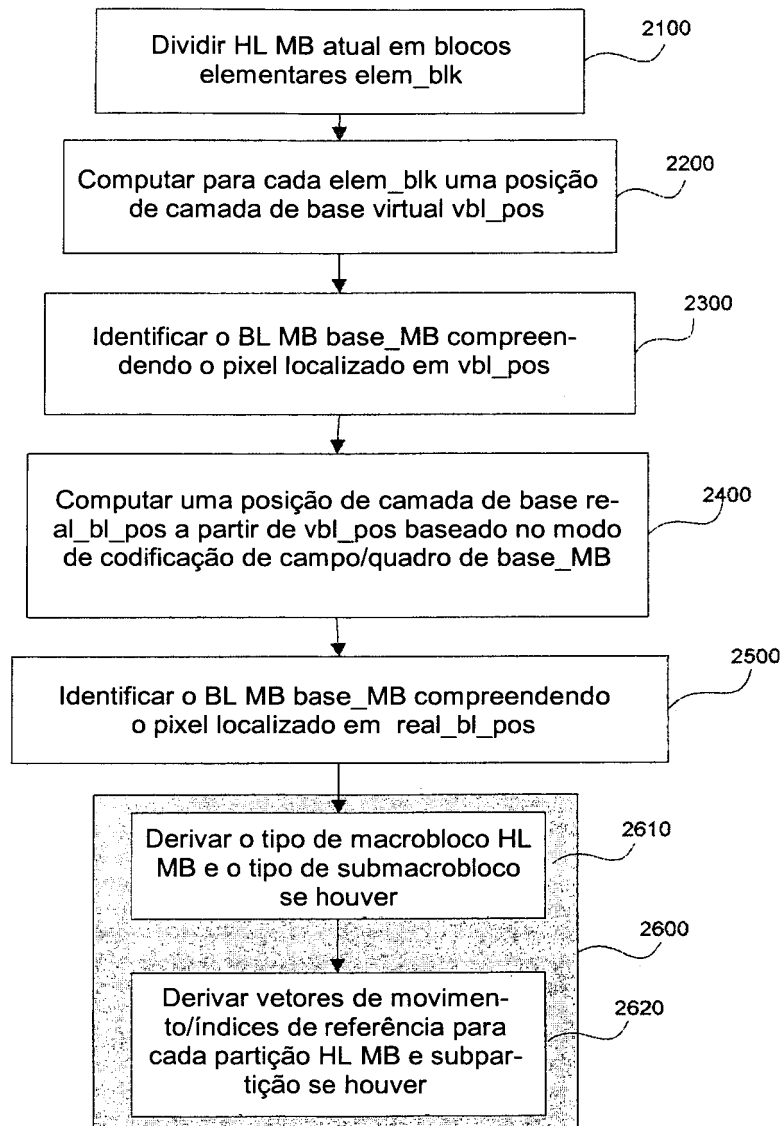 Dividir HL MB atual em blocos
elementares elem_blk
2100
Computar para cada elem_blk uma posição
de camada de base virtual vbl_pos
2200
Identificar o BL MB base_MB compreen-
dendo o pixel localizado em vbl_pos
2300
Computar uma posição de camada de base re-
al_bl_pos a partir de vbl_pos baseado no modo
de codificação de campo/quadro de base_MB
2400
Identificar o BL MB base_MB compreendendo
o pixel localizado em real_bl_pos
2500
Derivar o tipo de macrobloco HL
MB e o tipo de submacrobloco
se houver
2610
2600
Derivar vetores de movimen-
to/índices de referência para
cada partição HL MB e subpar-
tição se houver
2620